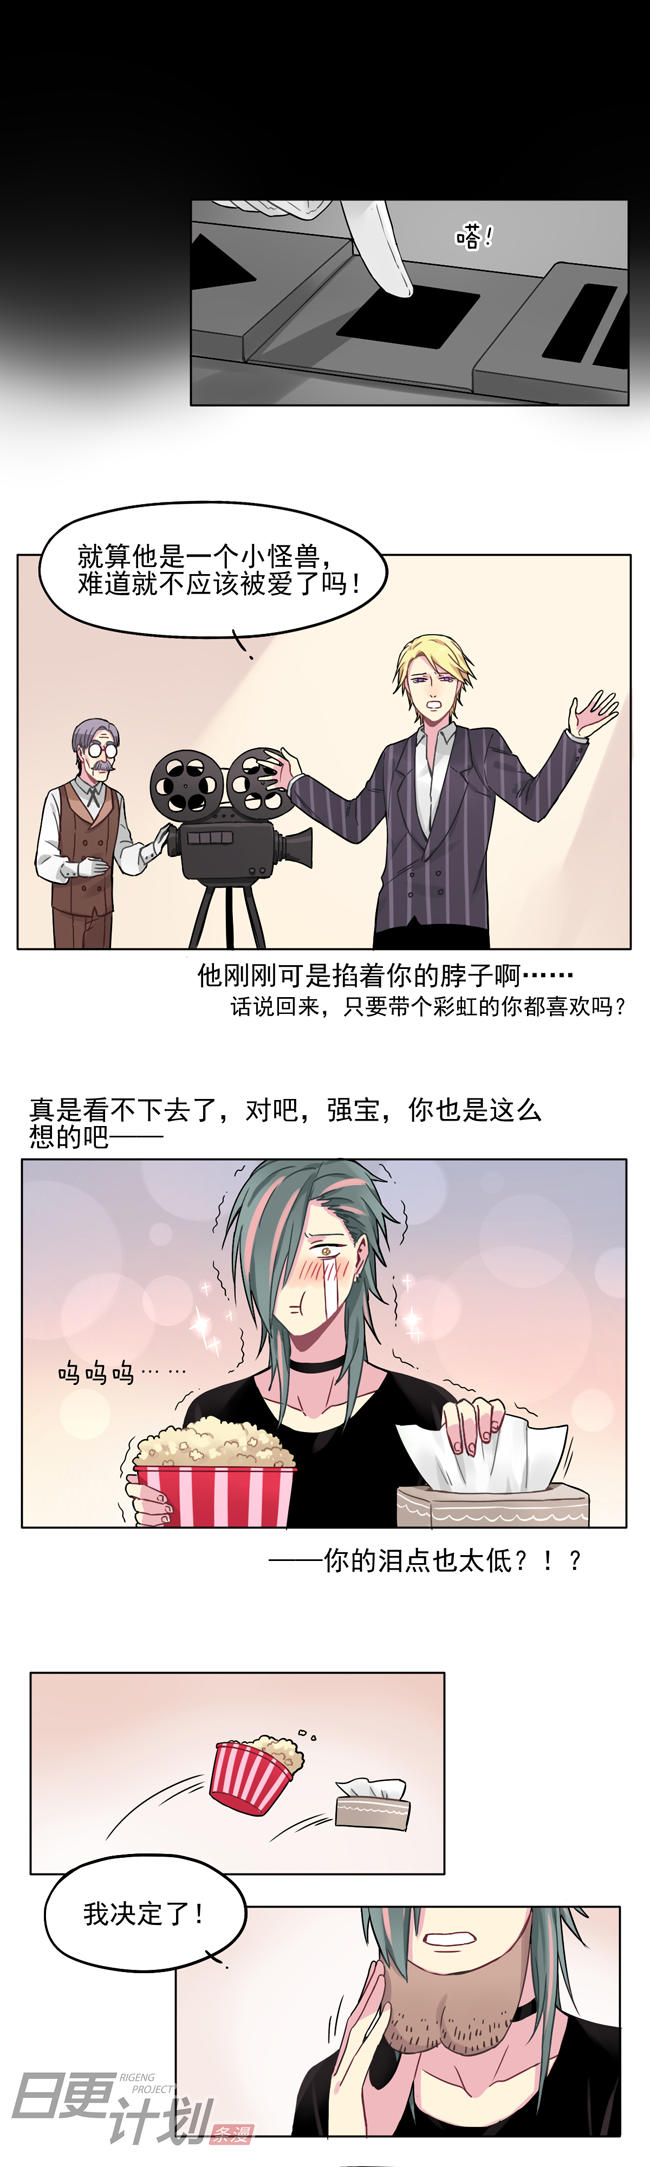 嗒！
就算他是一个小怪兽，
难道就不应该被爱了吗！
他刚刚可是掐着你的脖子啊……
话说回来，只要带个彩虹的你都喜欢吗？
真是看不下去了，对吧，强宝，你也是这么
想的吧——
呜呜呜……
——你的泪点也太低？！？
我决定了！
日更
RIGENG
PROJECT
计划
条漫